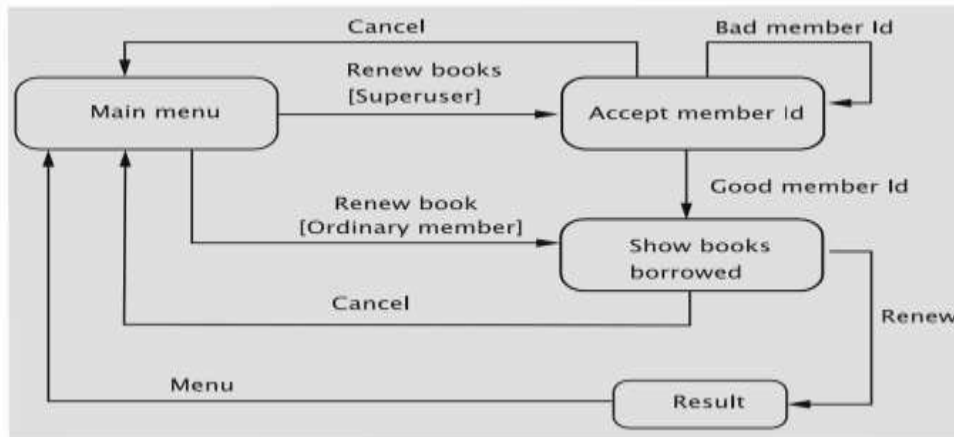 Cancel
Bad member Id
Renew books
[Superuser]
Main menu
Accept member Id
Good member Id
Renew book
[Ordinary member]
Show books
borrowed
Cancel
Renew
Menu
Result